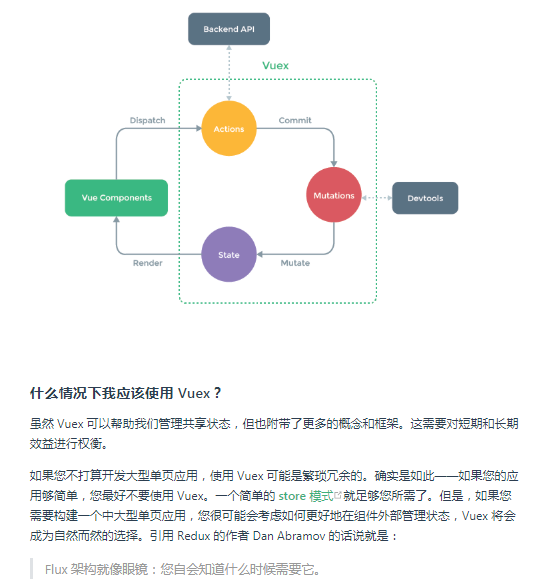 Backend API
Vuex
Dispatch
Actions
Commit
Vue Components
Mutations
Devtools
State
Render
Mutate
什么情况下我应该使用 Vuex？
虽然 Vuex 可以帮助我们管理共享状态，但也附带了更多的概念和框架。这需要对短期和长期
效益进行权衡。
如果您不打算开发大型单页应用，使用 Vuex 可能是繁琐冗余的。确实是如此——如果您的应
用够简单，您最好不要使用 Vuex。一个简单的 store 模式就足够您所需了。但是，如果您
需要构建一个中大型单页应用，您很可能会考虑如何更好地在组件外部管理状态，Vuex 将会
成为自然而然的选择。引用 Redux 的作者 Dan Abramov 的话说就是：
Flux 架构就像眼镜：您自会知道什么时候需要它。